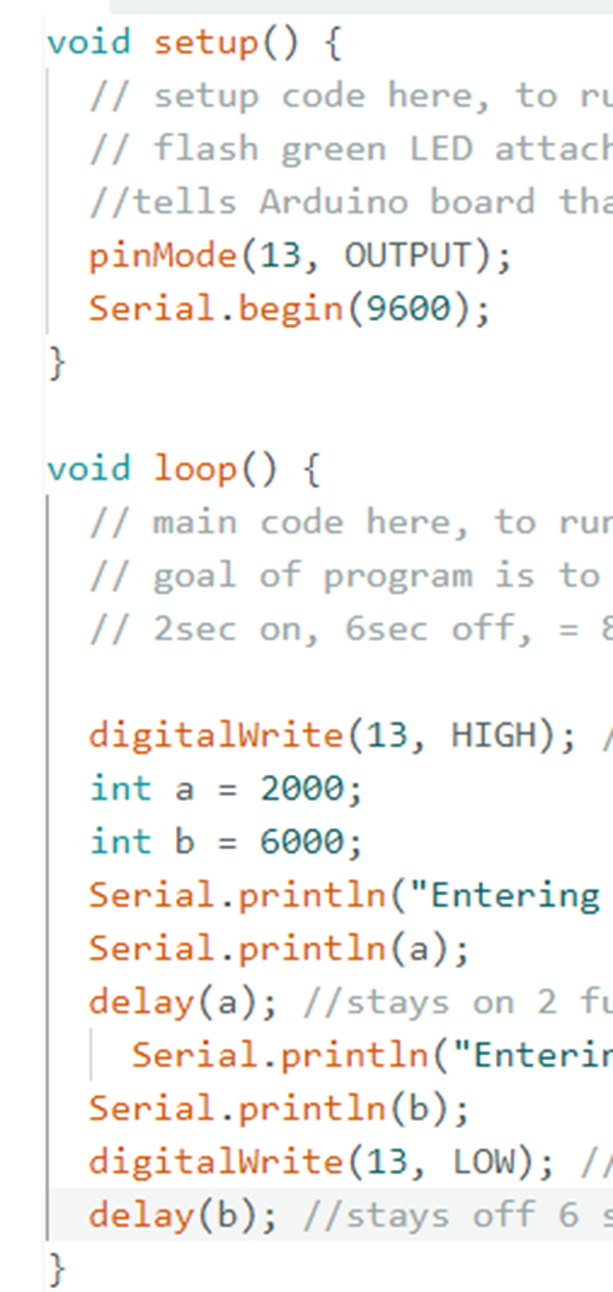 void setup() {
// setup code here, to ru
// flash green LED attach
//tells Arduino board tha
pinMode(13, OUTPUT);
Serial.begin(9600);
}
void loop() {
// main code here, to run
// goal of program is to
// 2sec on, 6sec off, = 8
digitalWrite(13, HIGH); /
int a = 2000;
int b = 6000;
Serial.println("Entering
Serial.println(a);
delay(a); //stays on 2 fu
Serial.println("Enterin
Serial.println(b);
digitalWrite(13, LOW); //
delay(b); //stays off 6 s
}